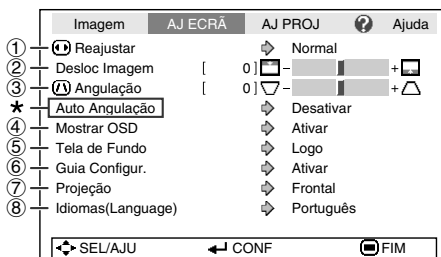 Imagem AJ ECRÃ AJ PROJ ? Ajuda
① Reajustar Normal
② Desloc Imagem [ 0 ] – +
③ Angulação [ 0 ] – +
* Auto Angulação Desativar
④ Mostrar OSD Ativar
⑤ Tela de Fundo Logo
⑥ Guia Configur. Ativar
⑦ Projeção Frontal
⑧ Idiomas(Language) Português
SEL/AJU CONF FIM